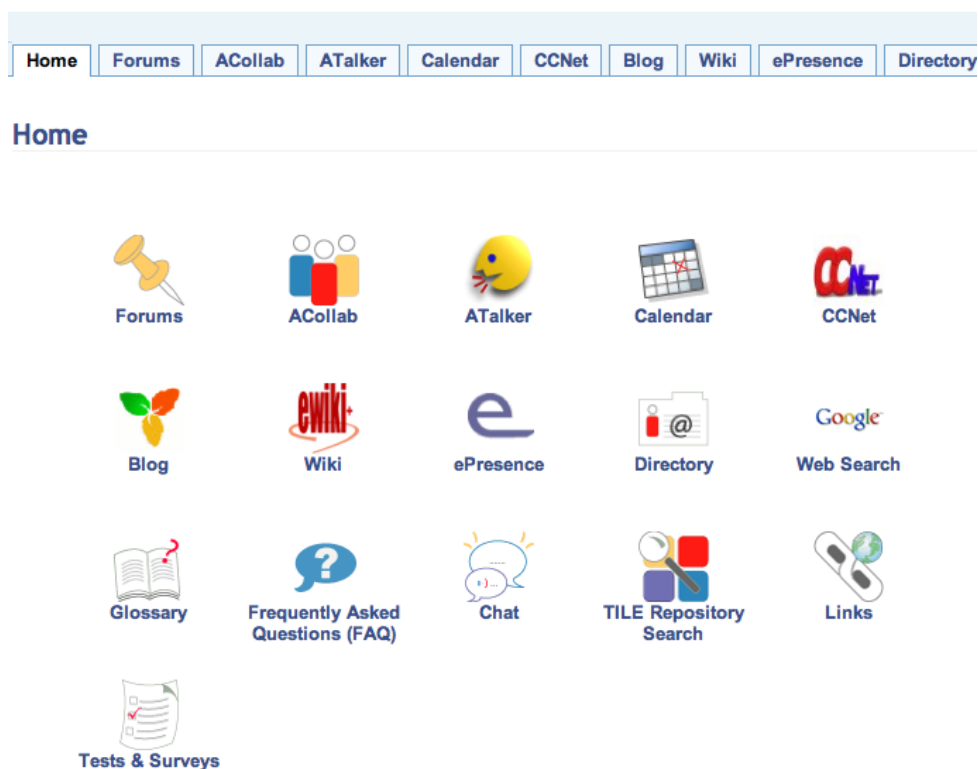 Home Forums ACollab ATalker Calendar CCNet Blog Wiki ePresence Directory
Home
CCNET
Forums ACollab ATalker Calendar CCNet
ewiki+ e @ Google
Blog Wiki ePresence Directory Web Search
? ?
Glossary Frequently Asked Chat TILE Repository Links
Questions (FAQ) Search
Tests & Surveys